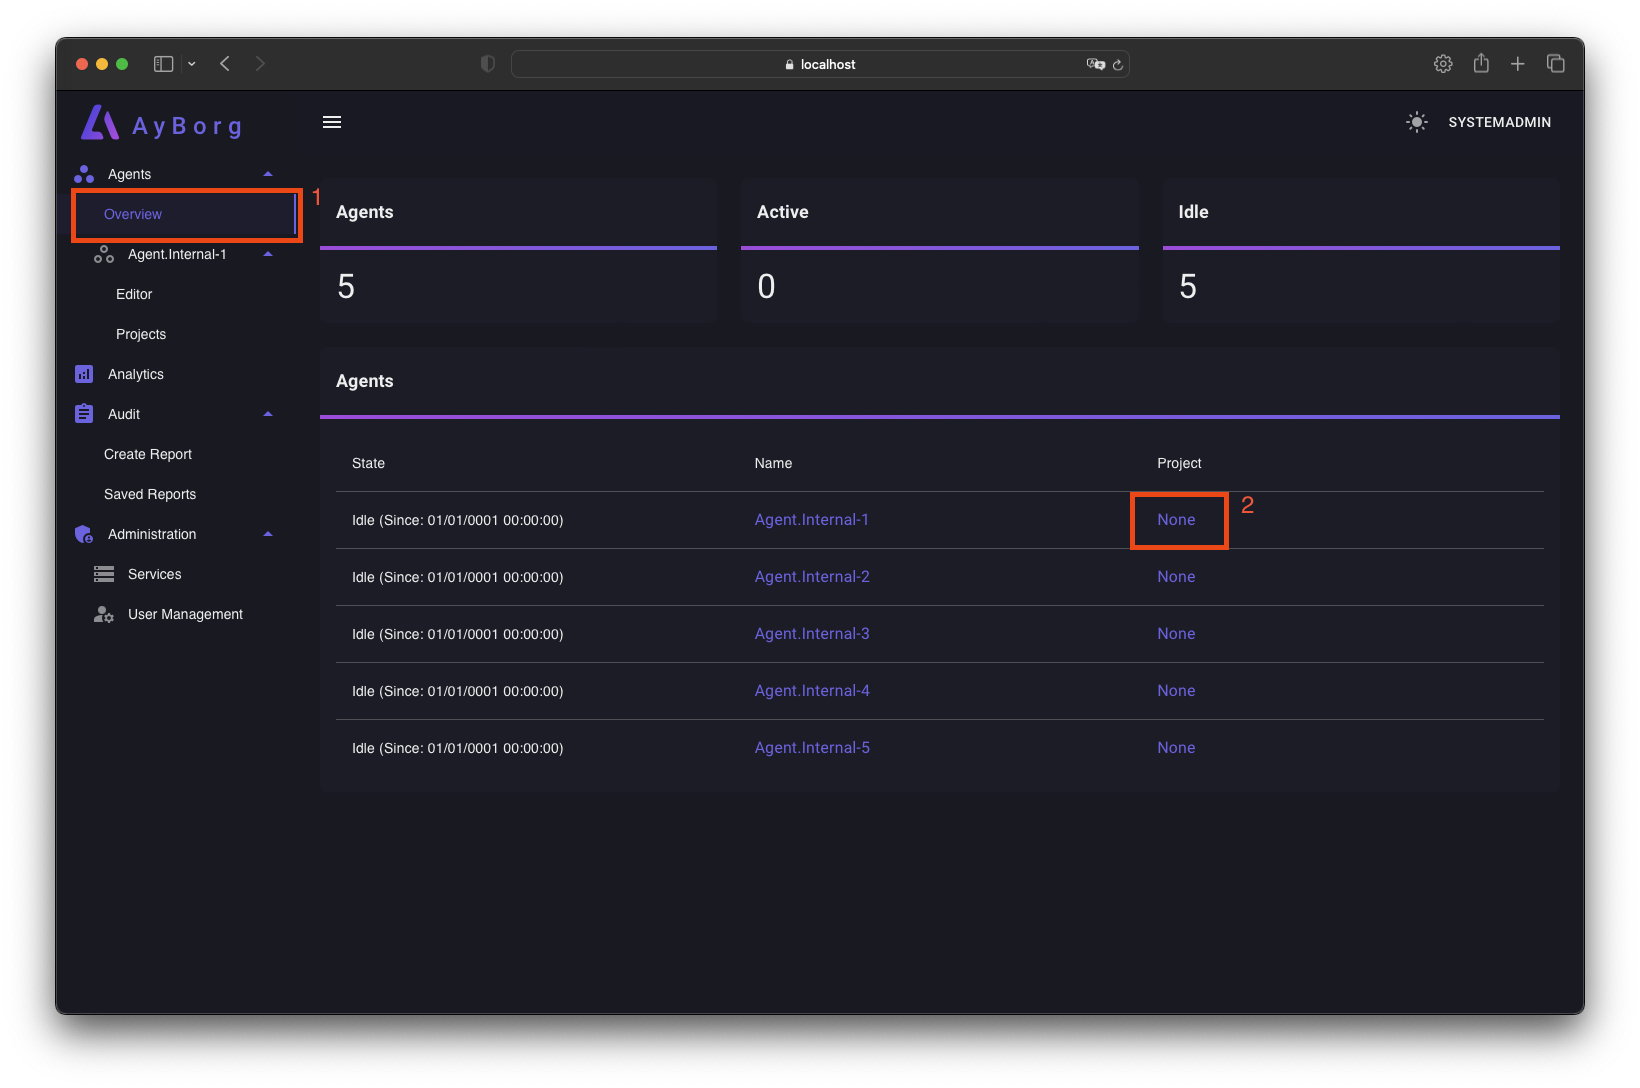 localhost
AyBorg
SYSTEMADMIN
Agents
Overview
1
Agent.Internal-1
Editor
Projects
Analytics
Audit
Create Report
Saved Reports
Administration
Services
User Management
Agents
5
Active
0
Idle
5
Agents
State Name Project
Idle (Since: 01/01/0001 00:00:00) Agent.Internal-1 None 2
Idle (Since: 01/01/0001 00:00:00) Agent.Internal-2 None
Idle (Since: 01/01/0001 00:00:00) Agent.Internal-3 None
Idle (Since: 01/01/0001 00:00:00) Agent.Internal-4 None
Idle (Since: 01/01/0001 00:00:00) Agent.Internal-5 None